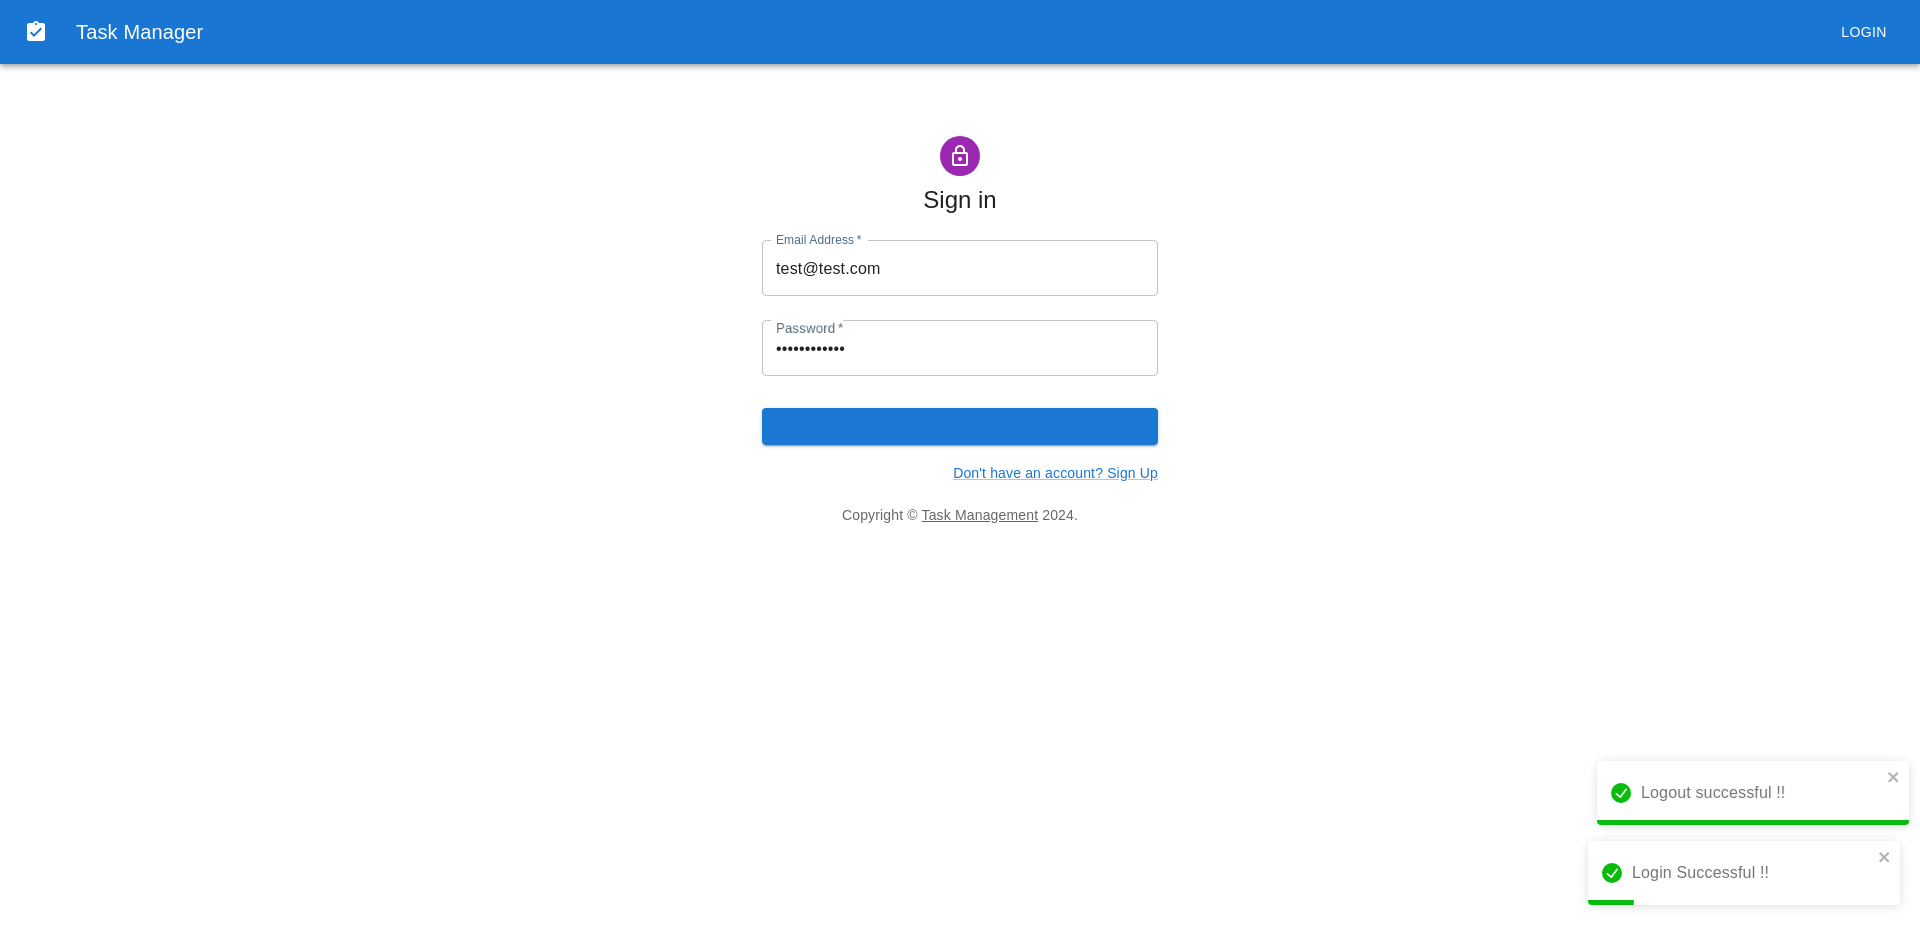 Task Manager
LOGIN
Sign in
Email Address *
test@test.com
Password *
••••••••••••
Don't have an account? Sign Up
Copyright © Task Management 2024.
Logout successful !!
Login Successful !!